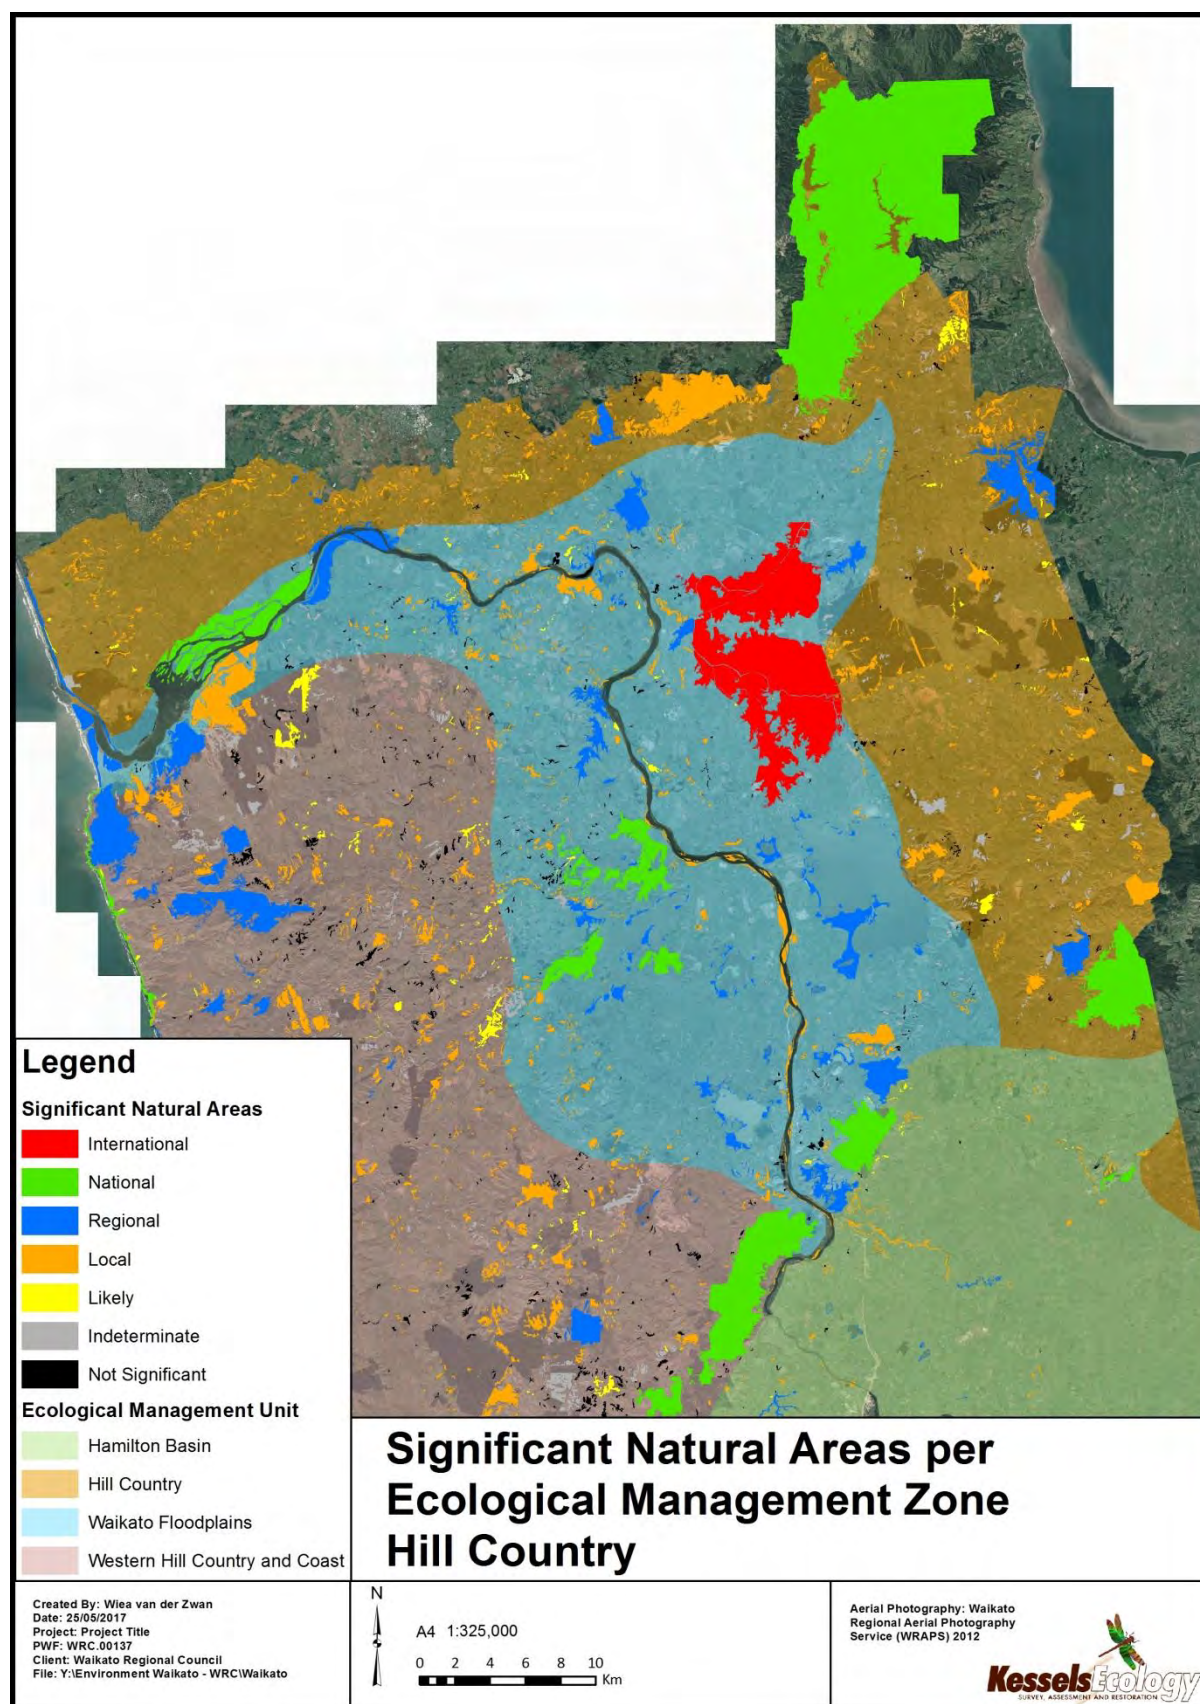 Legend
Significant Natural Areas
International
National
Regional
Local
Likely
Indeterminate
Not Significant
Ecological Management Unit
Hamilton Basin
Hill Country
Waikato Floodplains
Western Hill Country and Coast
Significant Natural Areas per
Ecological Management Zone
Hill Country
Created By: Wiea van der Zwan
Date: 25/05/2017
Project: Project Title
PWF: WRC.00137
Client: Waikato Regional Council
File: Y:\Environment Waikato - WRC\Waikato
N
A4 1:325,000
0 2 4 6 8 10
Km
Aerial Photography: Waikato
Regional Aerial Photography
Service (WRAPS) 2012
KesselsEcology
SURVEY, ASSESSMENT AND RESTORATION